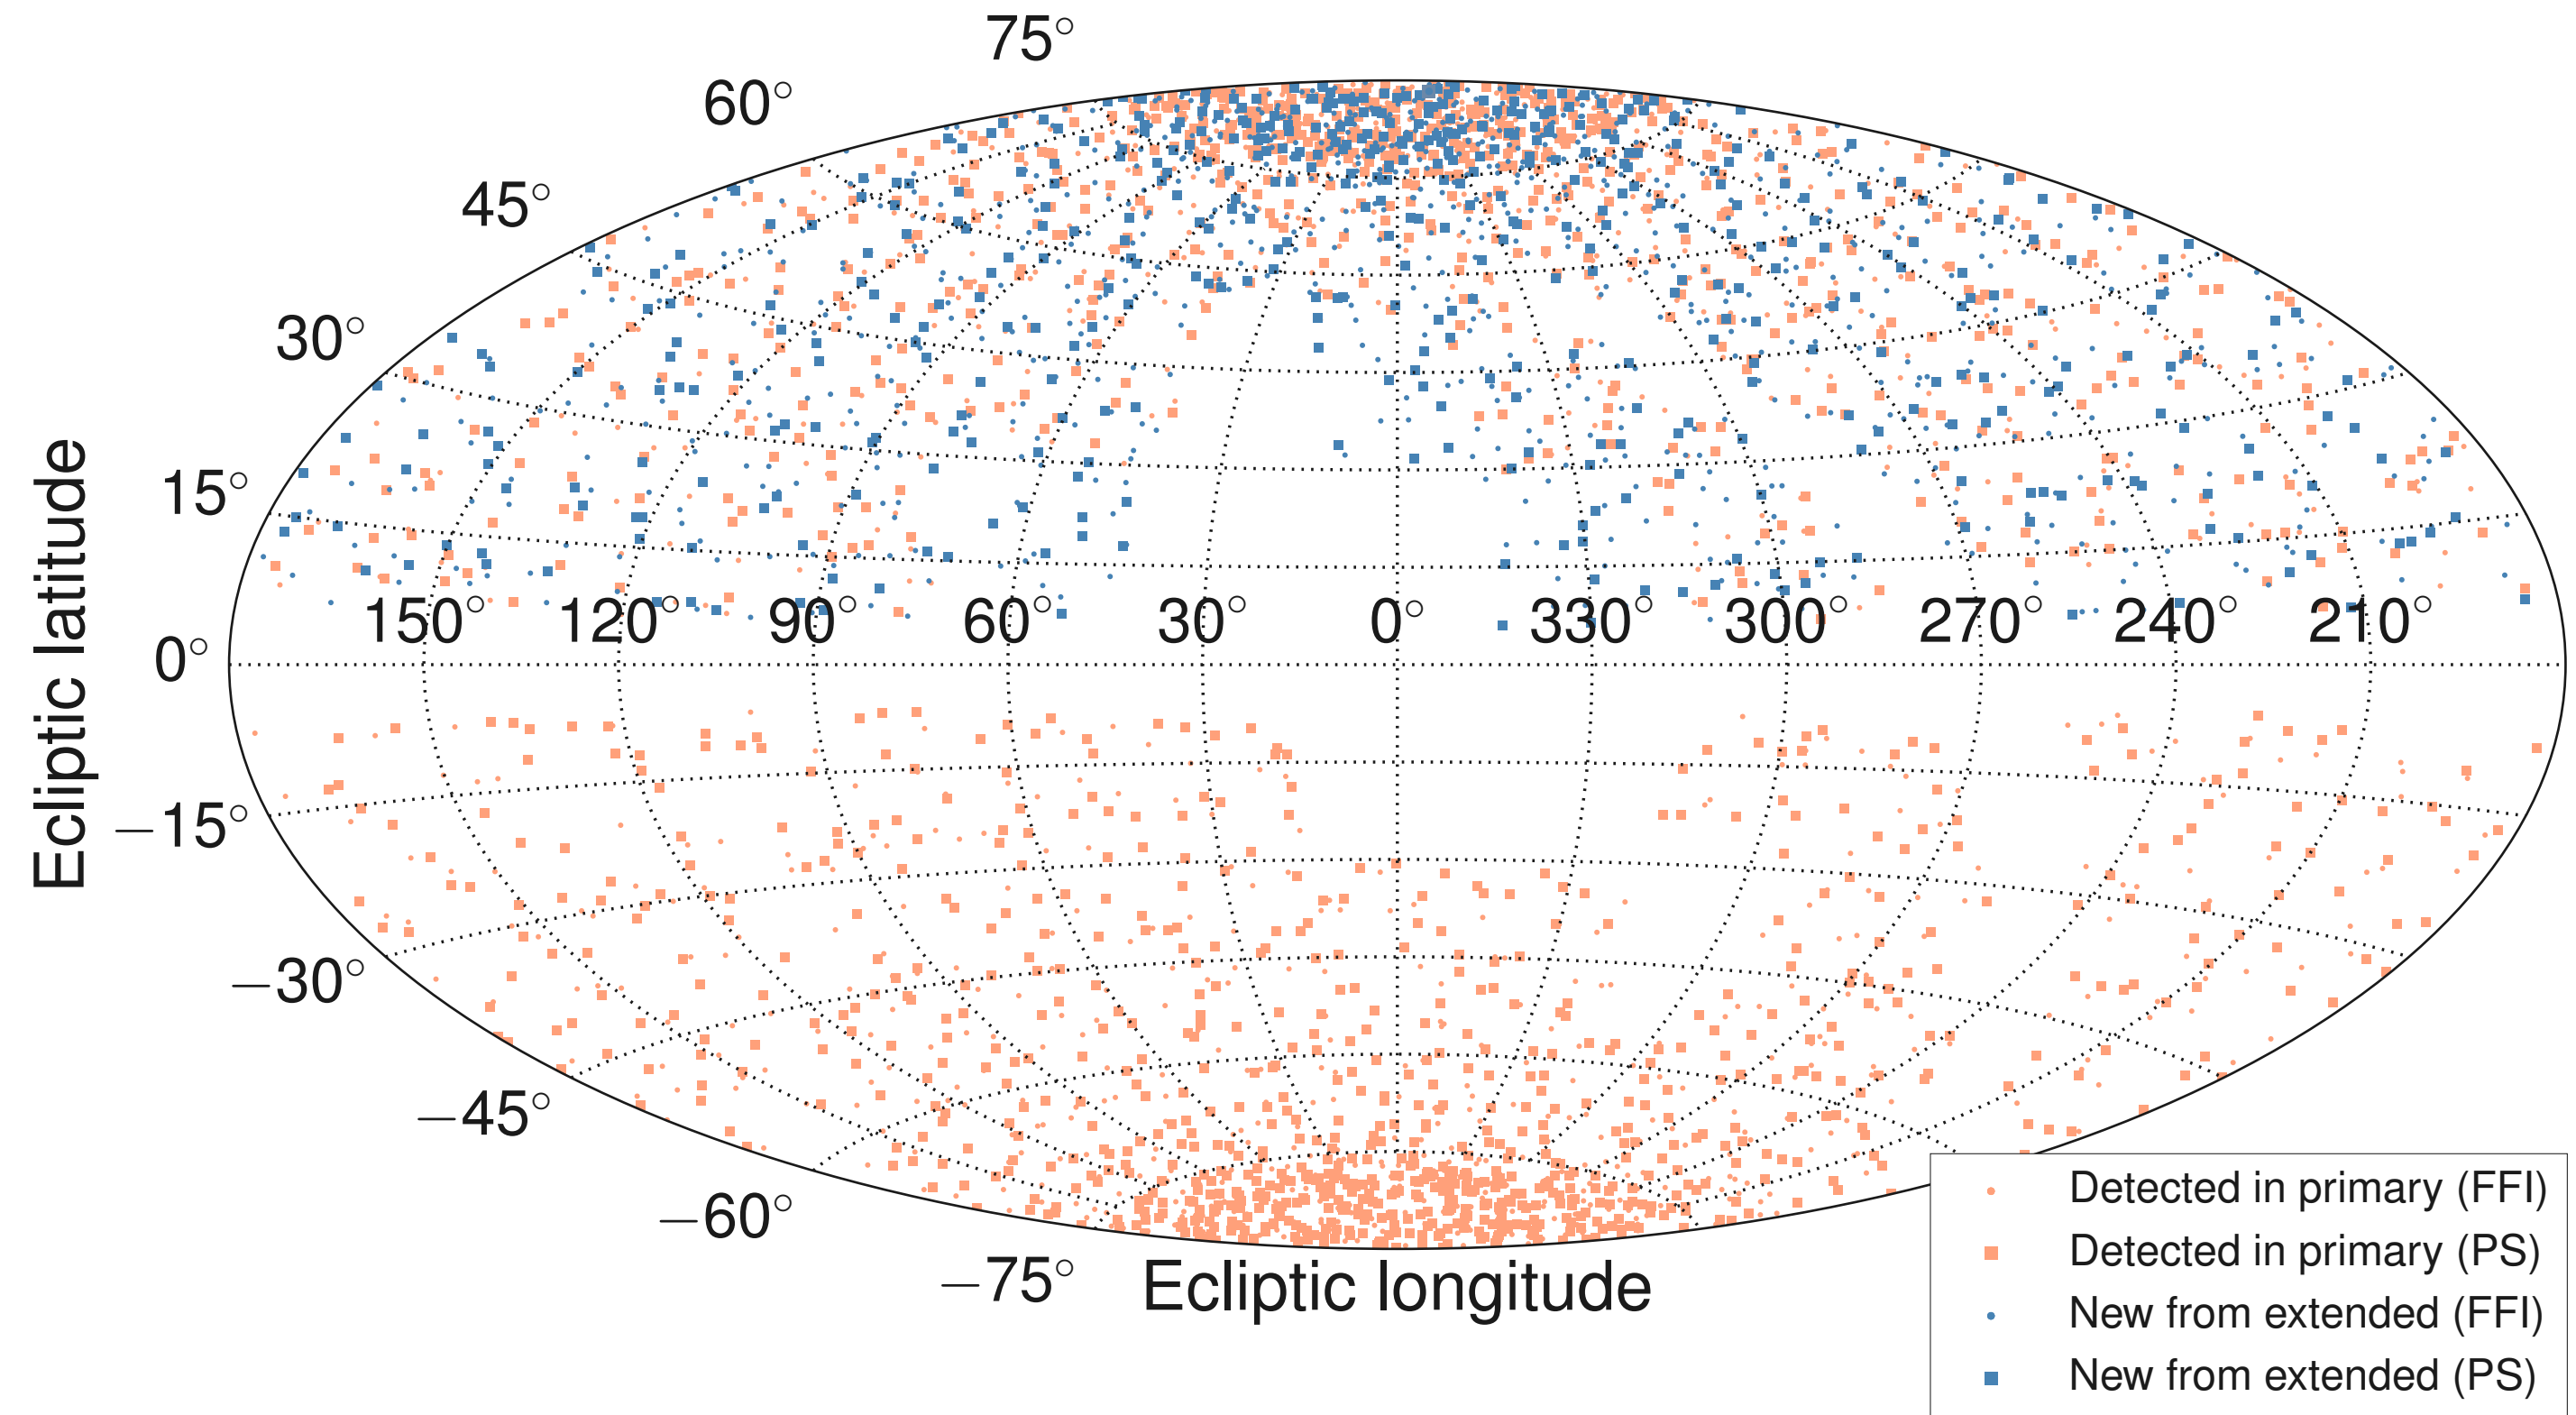 75°
60°
45°
30°
15°
150° 120° 90° 60° 30° 0° 330° 300° 270° 240° 210°
0°
Ecliptic latitude
−15°
−30°
−45°
−60°
−75°
Ecliptic longitude
Detected in primary (FFI)
Detected in primary (PS)
New from extended (FFI)
New from extended (PS)